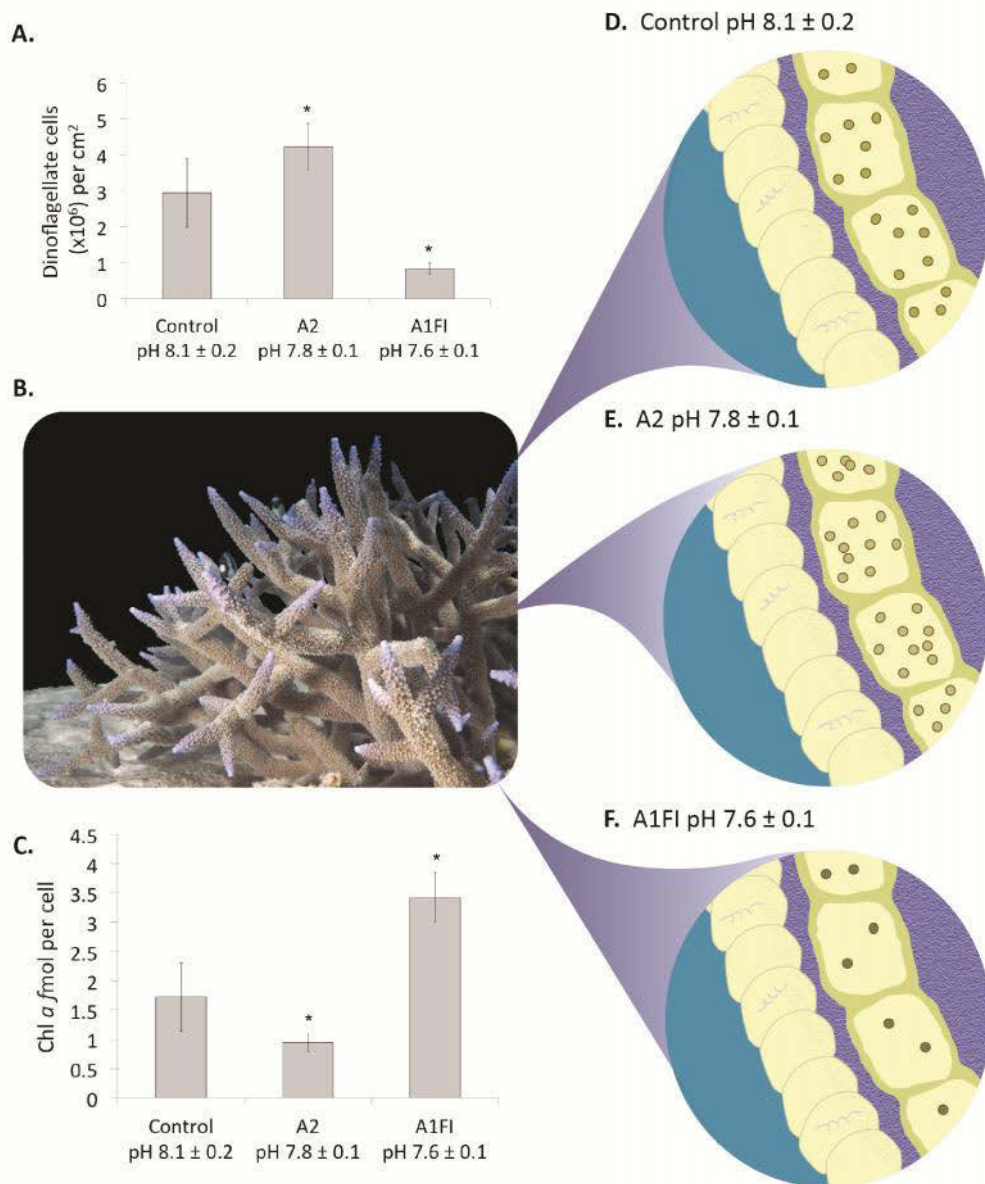 A.
Dinoflagellate cells
(x10⁶) per cm²
6
5
4
3
2
1
0
*
*
Control
pH 8.1 ± 0.2
A2
pH 7.8 ± 0.1
A1FI
pH 7.6 ± 0.1
B.
C.
Chl a fmol per cell
4.5
4
3.5
3
2.5
2
1.5
1
0.5
0
*
*
Control
pH 8.1 ± 0.2
A2
pH 7.8 ± 0.1
A1FI
pH 7.6 ± 0.1
D. Control pH 8.1 ± 0.2
E. A2 pH 7.8 ± 0.1
F. A1FI pH 7.6 ± 0.1